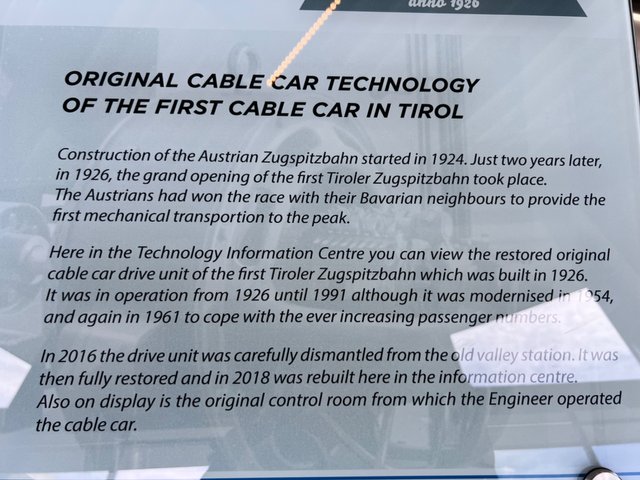 anno 1926
ORIGINAL CABLE CAR TECHNOLOGY
OF THE FIRST CABLE CAR IN TIROL
Construction of the Austrian Zugspitzbahn started in 1924. Just two years later,
in 1926, the grand opening of the first Tiroler Zugspitzbahn took place.
The Austrians had won the race with their Bavarian neighbours to provide the
first mechanical transportion to the peak.
Here in the Technology Information Centre you can view the restored original
cable car drive unit of the first Tiroler Zugspitzbahn which was built in 1926.
It was in operation from 1926 until 1991 although it was modernised in 1954,
and again in 1961 to cope with the ever increasing passenger numbers.
In 2016 the drive unit was carefully dismantled from the old valley station. It was
then fully restored and in 2018 was rebuilt here in the information centre.
Also on display is the original control room from which the Engineer operated
the cable car.